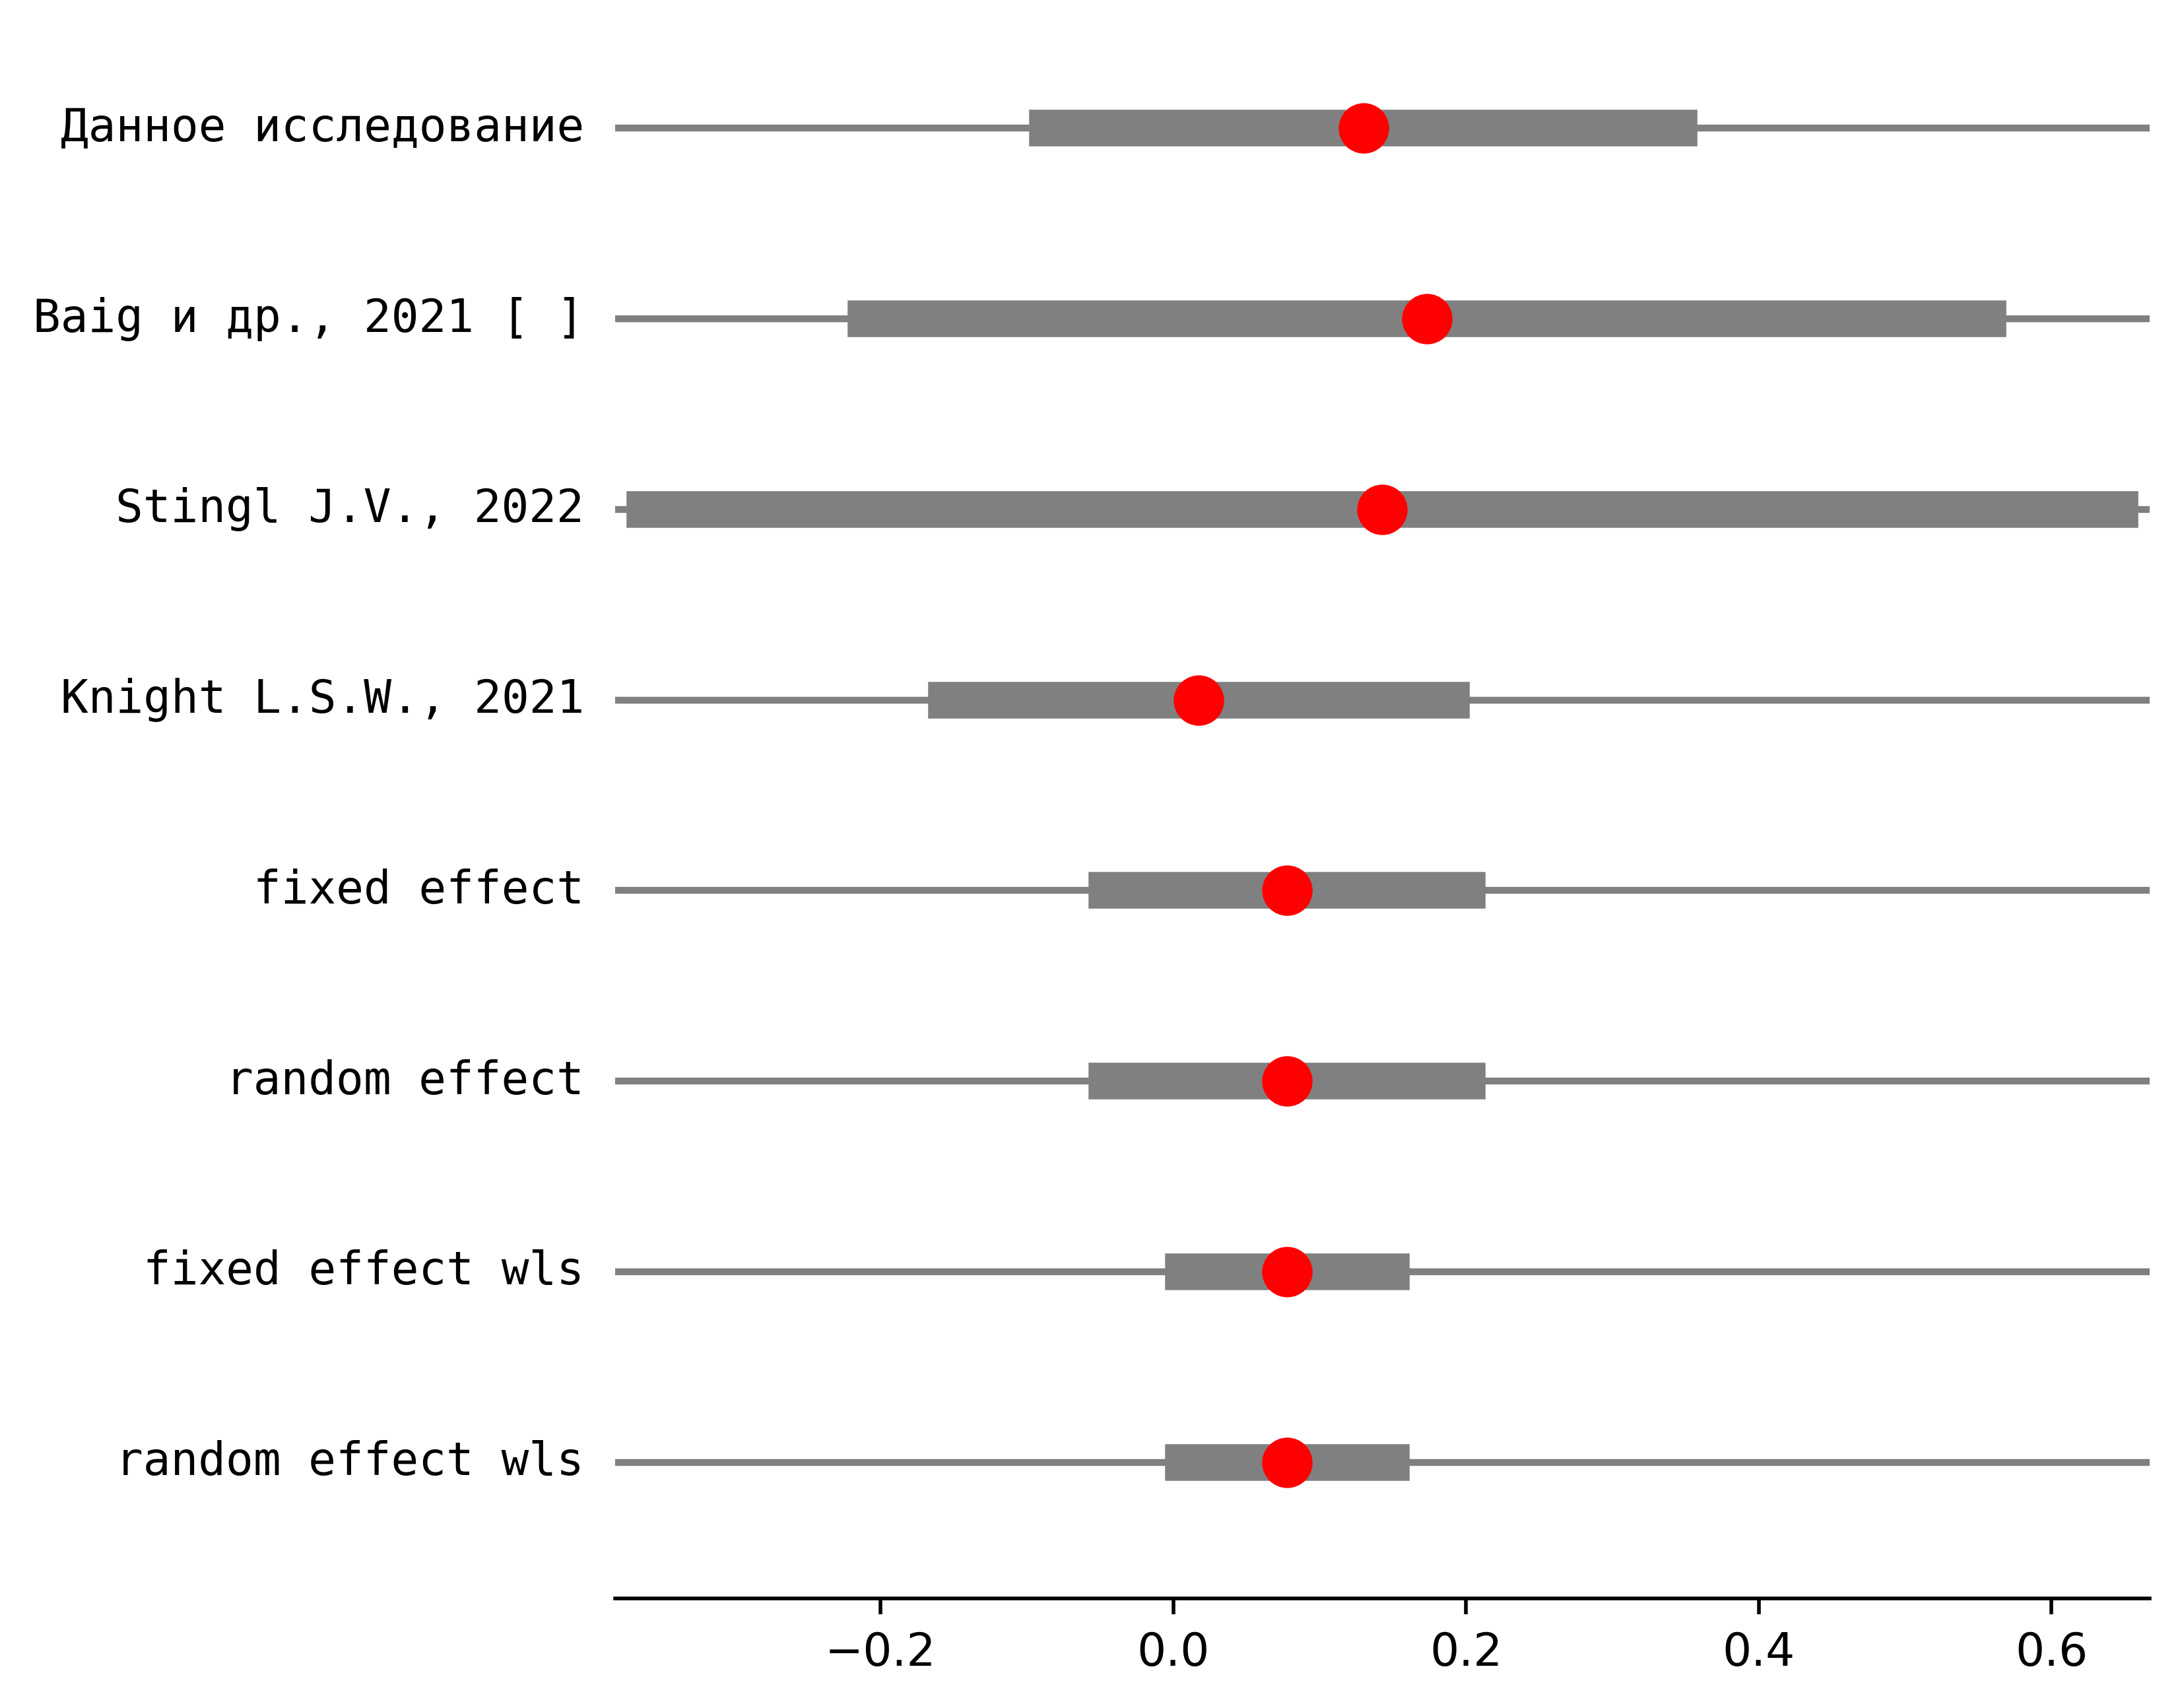 Данное исследование
Baig и др., 2021 [ ]
Stingl J.V., 2022
Knight L.S.W., 2021
fixed effect
random effect
fixed effect wls
random effect wls
−0.2 0.0 0.2 0.4 0.6